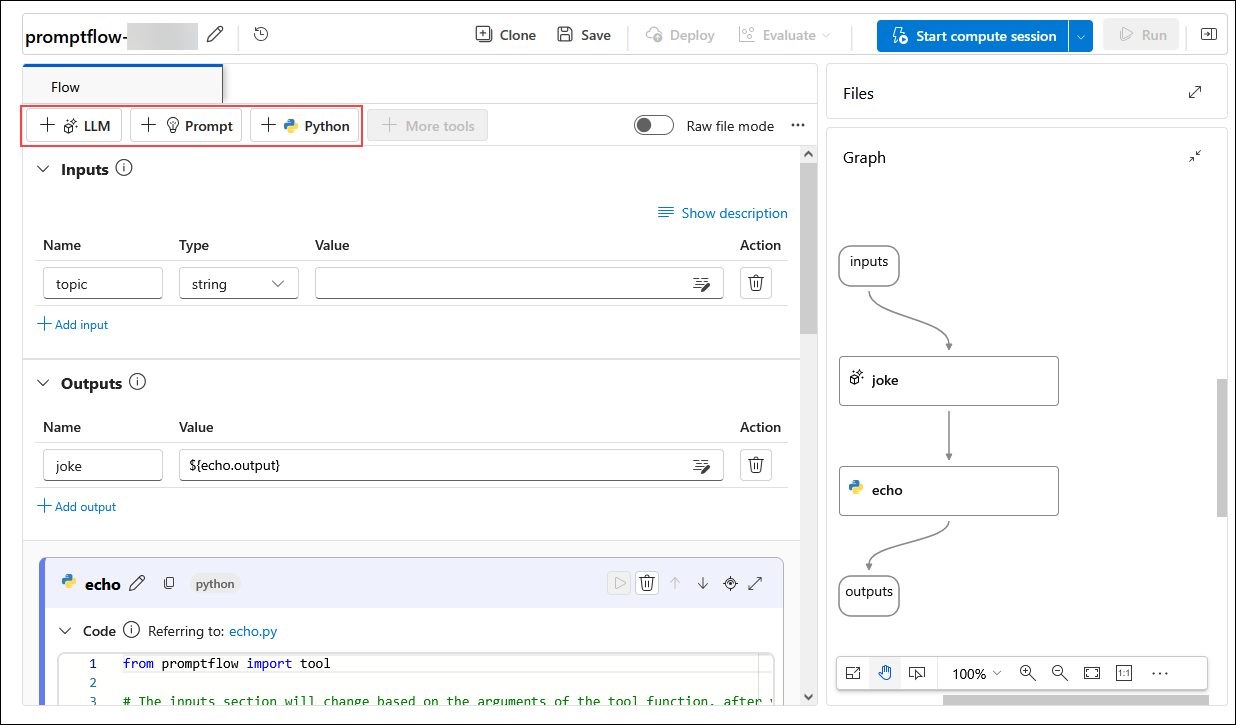 promptflow-
Clone Save Deploy Evaluate Start compute session Run
Flow
LLM Prompt Python More tools Raw file mode
Inputs
Show description
Name Type Value Action
topic string
Add input
Outputs
Name Value Action
joke ${echo.output}
Add output
echo python
Code Referring to: echo.py
1 from promptflow import tool
2
3 # The inputs section will change based on the arguments of the tool function, after
Files
Graph
inputs
joke
echo
outputs
100% 1:1